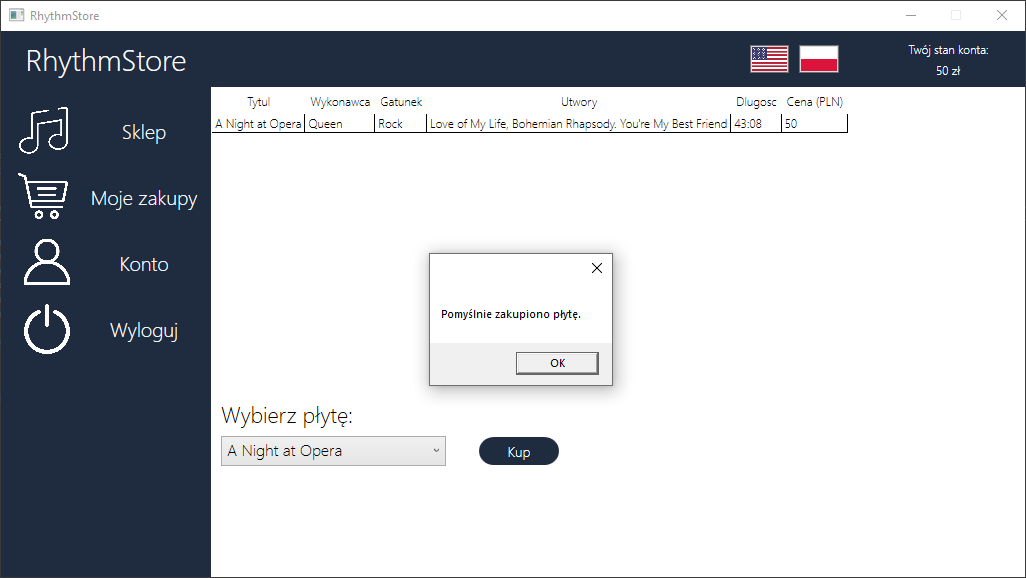 RhythmStore
RhythmStore
Twój stan konta:
50 zł
Sklep
Moje zakupy
Konto
Wyloguj
Tytul Wykonawca Gatunek Utwory Dlugosc Cena (PLN)
A Night at Opera Queen Rock Love of My Life, Bohemian Rhapsody. You're My Best Friend 43:08 50
Pomyślnie zakupiono płytę.
OK
Wybierz płytę:
A Night at Opera
Kup